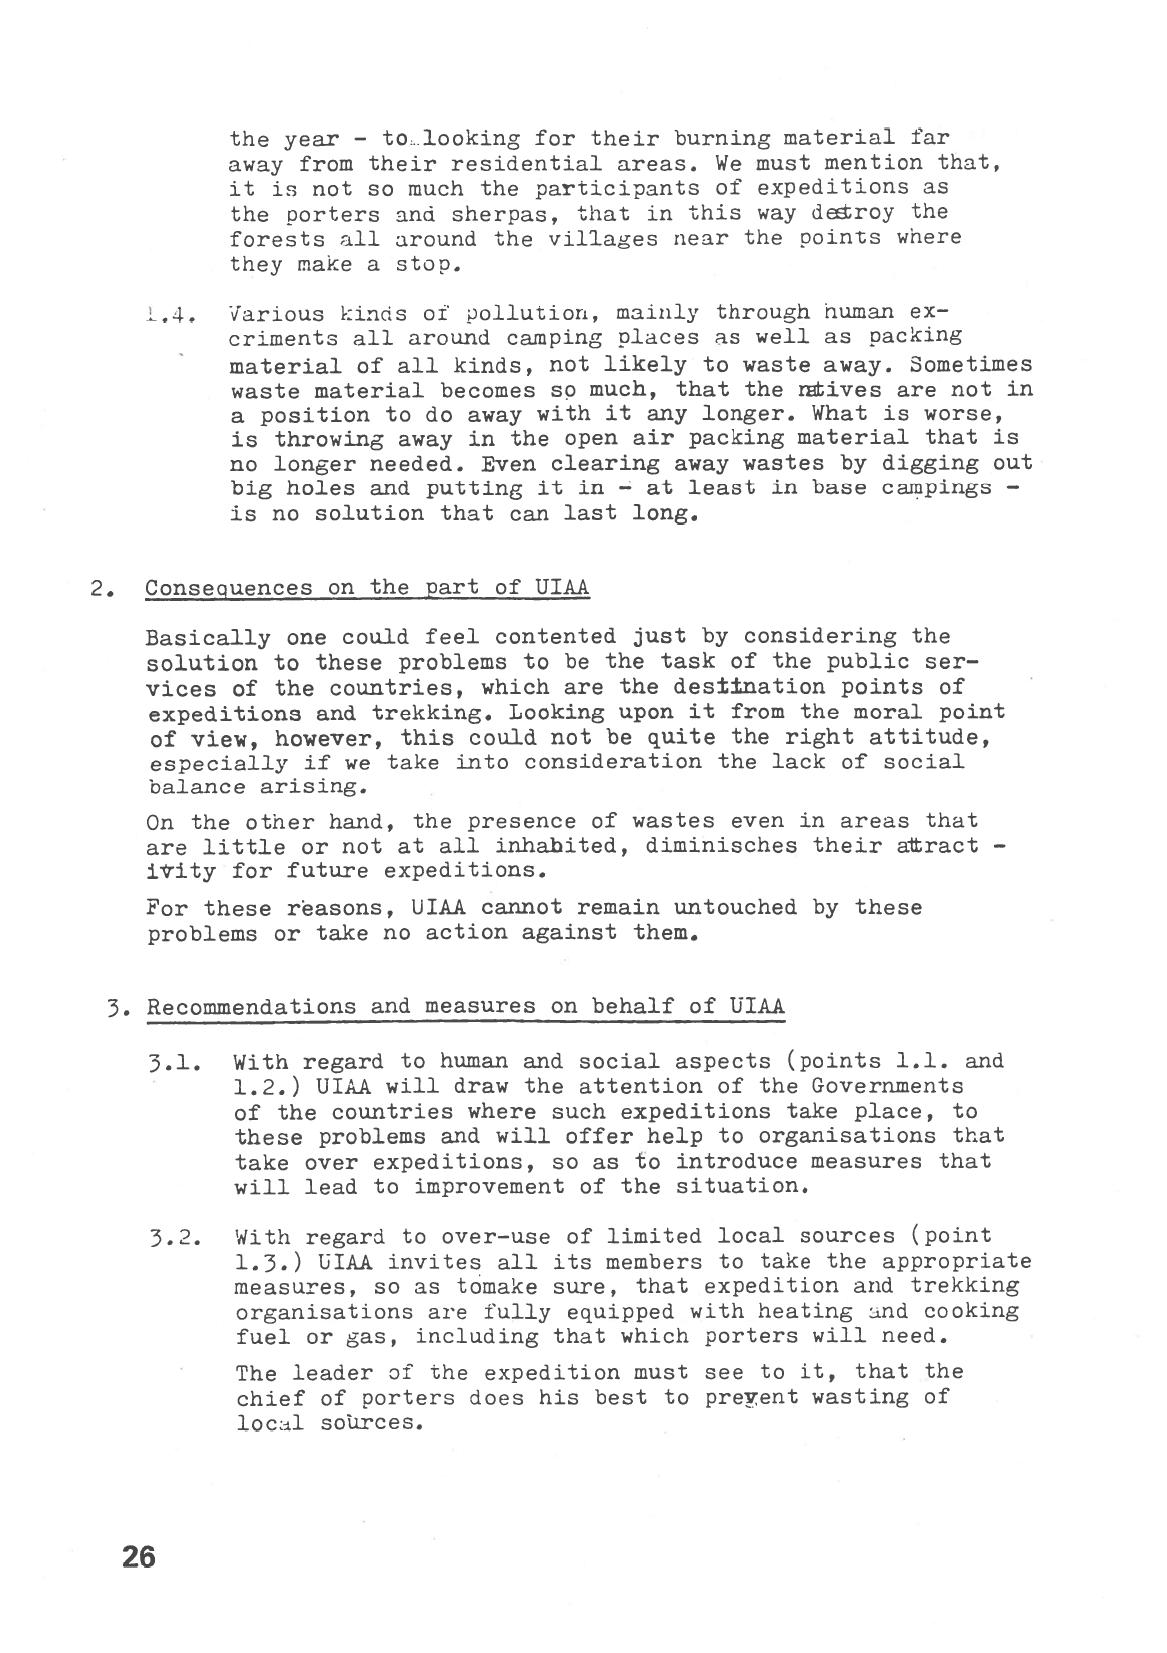 the year - to looking for their burning material far
away from their residential areas. We must mention that,
it is not so much the participants of expeditions as
the porters and sherpas, that in this way destroy the
forests all around the villages near the points where
they make a stop.
1.4. Various kinds of pollution, mainly through human ex-
criments all around camping places as well as packing
material of all kinds, not likely to waste away. Sometimes
waste material becomes so much, that the natives are not in
a position to do away with it any longer. What is worse,
is throwing away in the open air packing material that is
no longer needed. Even clearing away wastes by digging out
big holes and putting it in - at least in base campings -
is no solution that can last long.
2. Consequences on the part of UIAA
Basically one could feel contented just by considering the
solution to these problems to be the task of the public ser-
vices of the countries, which are the destination points of
expeditions and trekking. Looking upon it from the moral point
of view, however, this could not be quite the right attitude,
especially if we take into consideration the lack of social
balance arising.
On the other hand, the presence of wastes even in areas that
are little or not at all inhabited, diminisches their attract -
ivity for future expeditions.
For these reasons, UIAA cannot remain untouched by these
problems or take no action against them.
3. Recommendations and measures on behalf of UIAA
3.1. With regard to human and social aspects (points 1.1. and
1.2.) UIAA will draw the attention of the Governments
of the countries where such expeditions take place, to
these problems and will offer help to organisations that
take over expeditions, so as to introduce measures that
will lead to improvement of the situation.
3.2. With regard to over-use of limited local sources (point
1.3.) UIAA invites all its members to take the appropriate
measures, so as tomake sure, that expedition and trekking
organisations are fully equipped with heating and cooking
fuel or gas, including that which porters will need.
The leader of the expedition must see to it, that the
chief of porters does his best to prevent wasting of
local sources.
26